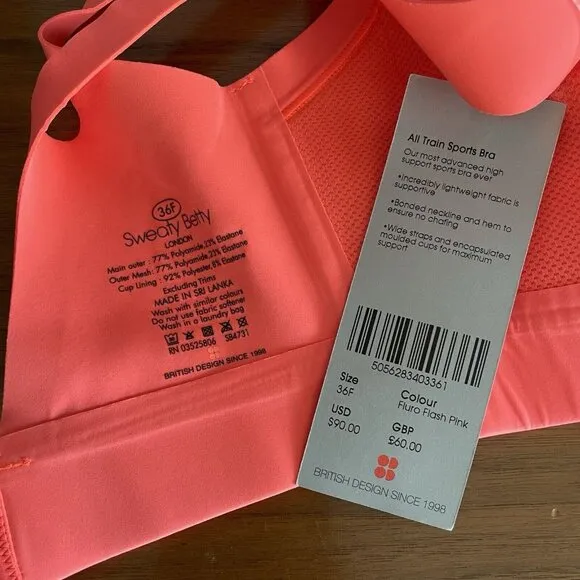 36F
Sweaty Betty
LONDON
Main outer : 77% Polyamide,23% Elastane
Outer Mesh : 77% Polyamide,23% Elastane
Cup Lining : 92% Polyester,8% Elastane
Excluding Trims
MADE IN SRI LANKA
Wash with similar colours
Do not use fabric softener
Wash in a laundry bag
RN 03525806 SB4731
BRITISH DESIGN SINCE 1998
All Train Sports Bra
Our most advanced high
support sports bra ever
•Incredibly lightweight fabric is
supportive
•Bonded neckline and hem to
ensure no chafing
•Wide straps and encapsulated
moulded cups for maximum
support
5056283403361
Size Colour
36F Fluro Flash Pink
USD GBP
$90.00 £60.00
BRITISH DESIGN SINCE 1998